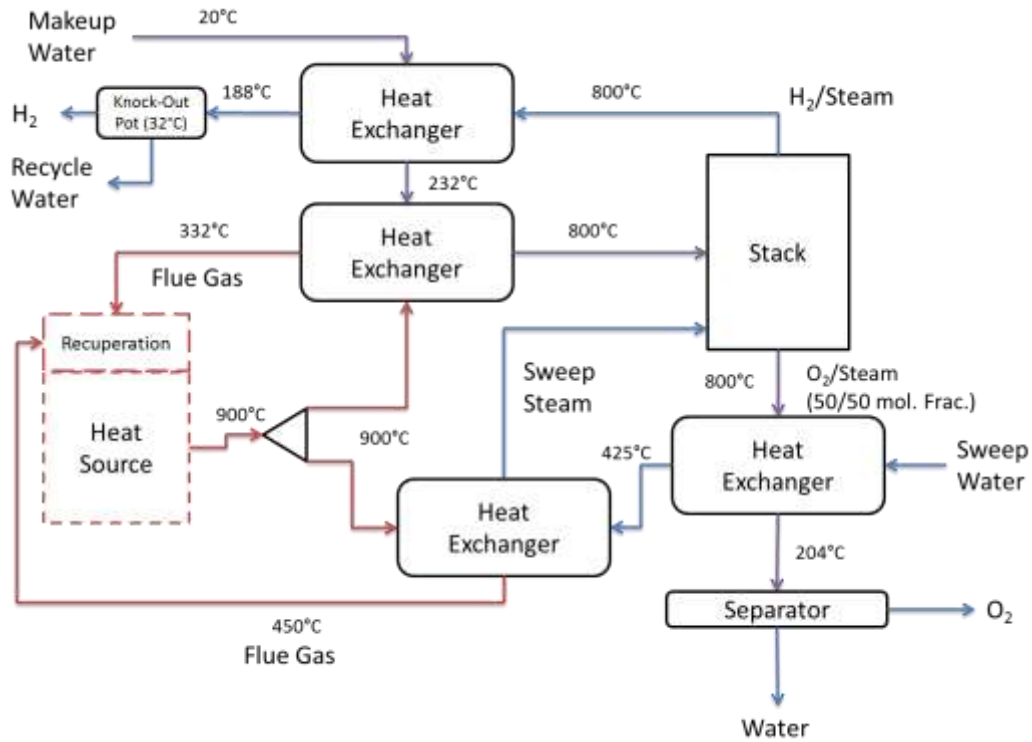 Makeup
Water
20°C
Heat
Exchanger
188°C
800°C
H₂/Steam
H₂
Knock-Out
Pot (32°C)
Recycle
Water
232°C
332°C
Flue Gas
Heat
Exchanger
800°C
Stack
Recuperation
Heat
Source
900°C
900°C
Sweep
Steam
800°C
O₂/Steam
(50/50 mol. Frac.)
425°C
Heat
Exchanger
Sweep
Water
Heat
Exchanger
204°C
450°C
Flue Gas
Separator
O₂
Water